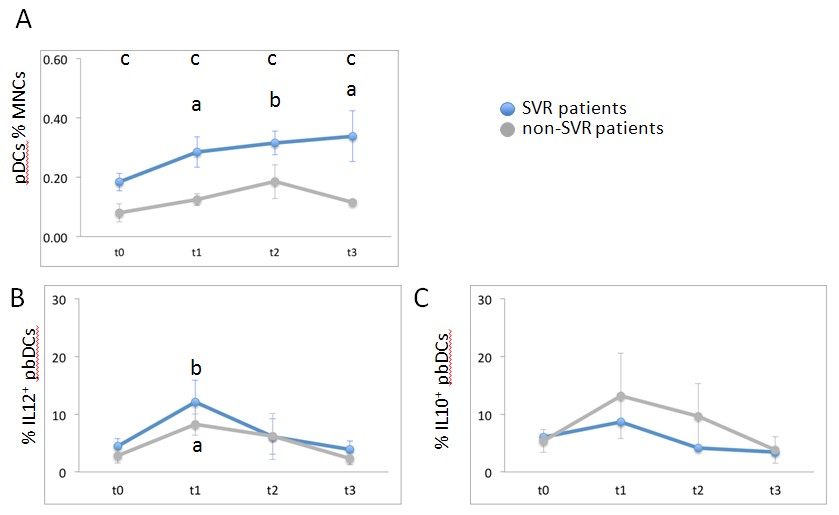 A
c c c c
0.60
a b a
0.40
0.20
0.00
pDCs % MNCs
t0 t1 t2 t3
SVR patients
non-SVR patients
B
30
20
10
0
% IL12⁺ pbDCs
b
a
t0 t1 t2 t3
C
30
20
10
0
% IL10⁺ pbDCs
t0 t1 t2 t3